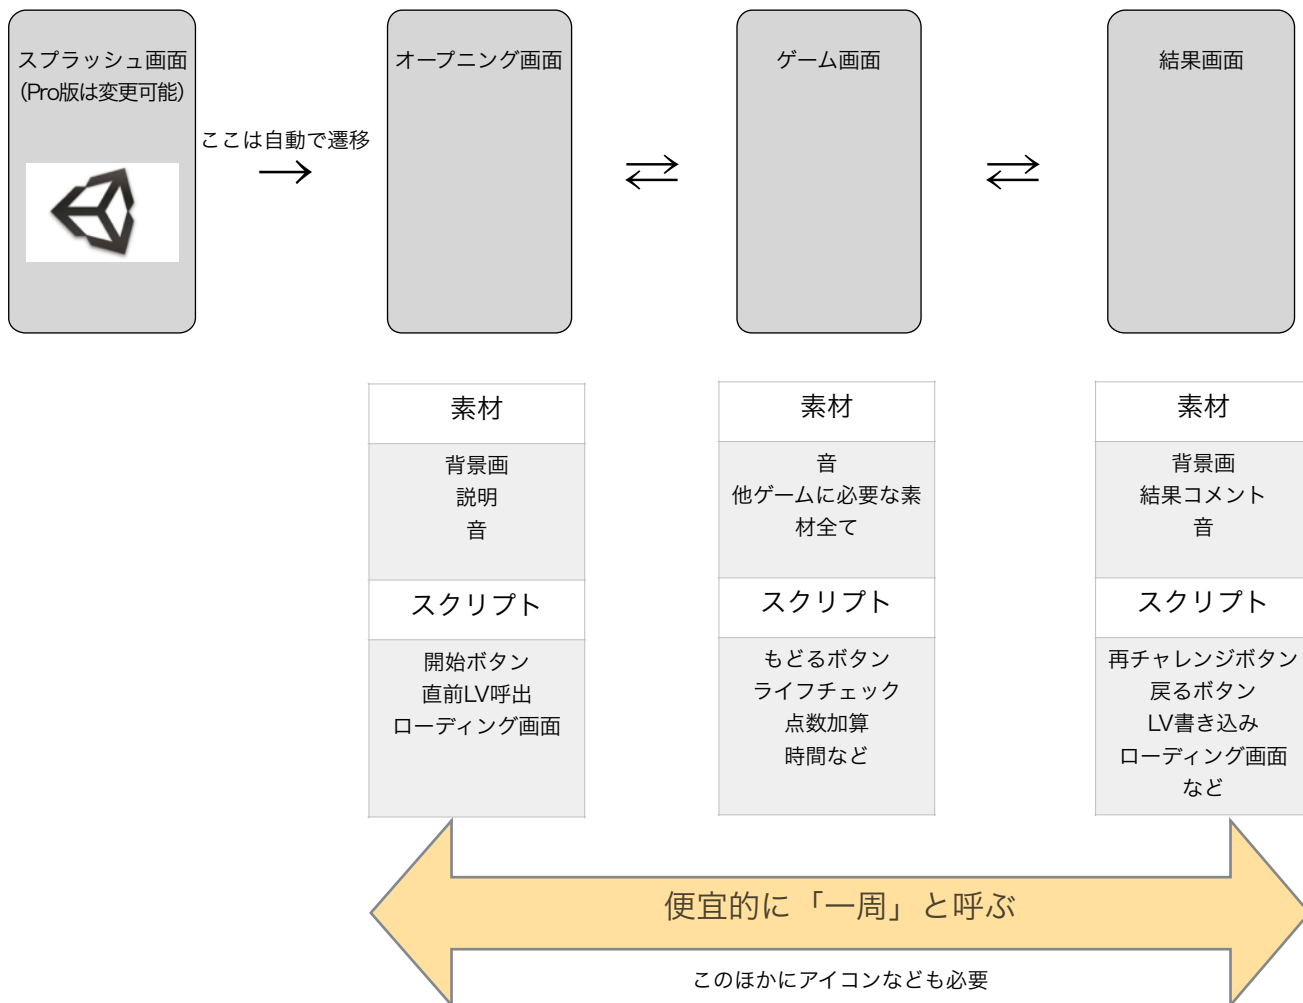 スプラッシュ画面
(Pro版は変更可能)
ここは自動で遷移
オープニング画面
ゲーム画面
結果画面
素材
背景画
説明
音
スクリプト
開始ボタン
直前LV呼出
ローディング画面
素材
音
他ゲームに必要な素
材全て
スクリプト
もどるボタン
ライフチェック
点数加算
時間など
素材
背景画
結果コメント
音
スクリプト
再チャレンジボタン
戻るボタン
LV書き込み
ローディング画面
など
便宜的に「一周」と呼ぶ
このほかにアイコンなども必要